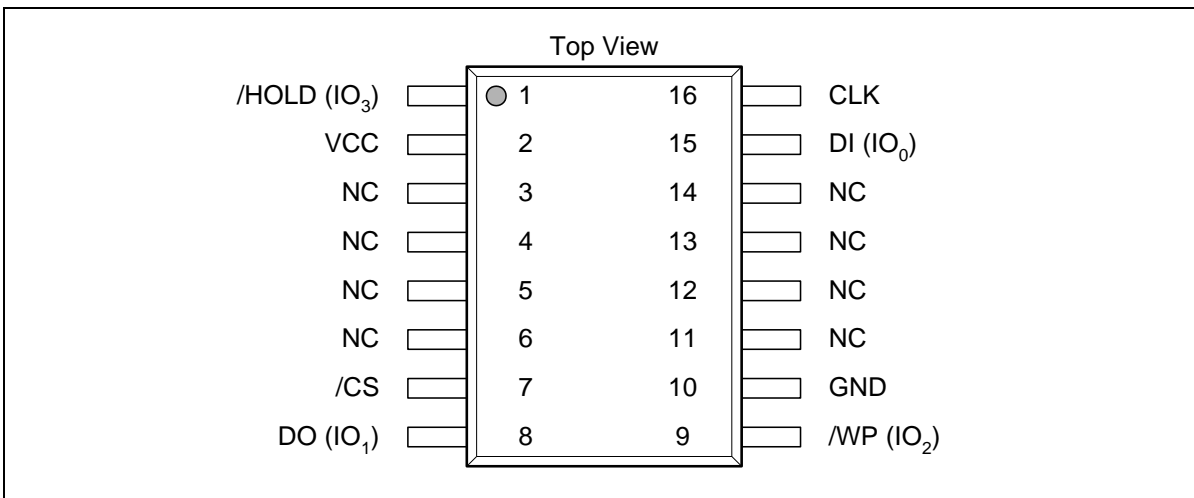 Top View
/HOLD (IO₃) 1 16 CLK
VCC 2 15 DI (IO₀)
NC 3 14 NC
NC 4 13 NC
NC 5 12 NC
NC 6 11 NC
/CS 7 10 GND
DO (IO₁) 8 9 /WP (IO₂)